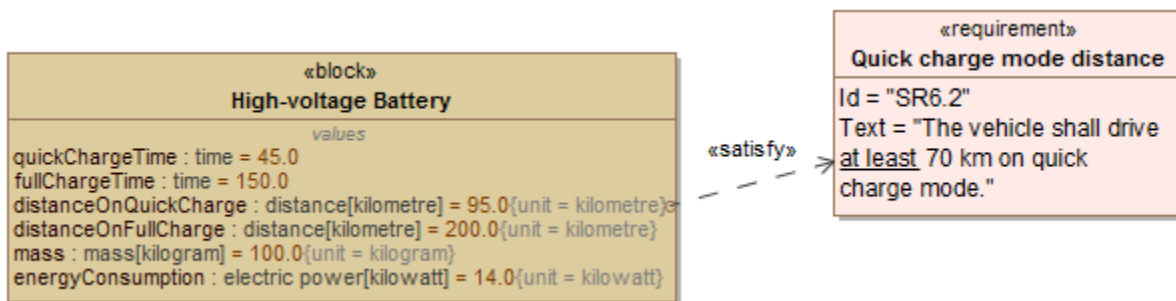 «block»
High-voltage Battery
values
quickChargeTime : time = 45.0
fullChargeTime : time = 150.0
distanceOnQuickCharge : distance[kilometre] = 95.0{unit = kilometre}
distanceOnFullCharge : distance[kilometre] = 200.0{unit = kilometre}
mass : mass[kilogram] = 100.0{unit = kilogram}
energyConsumption : electric power[kilowatt] = 14.0{unit = kilowatt}
«satisfy»
«requirement»
Quick charge mode distance
Id = "SR6.2"
Text = "The vehicle shall drive
at least 70 km on quick
charge mode."